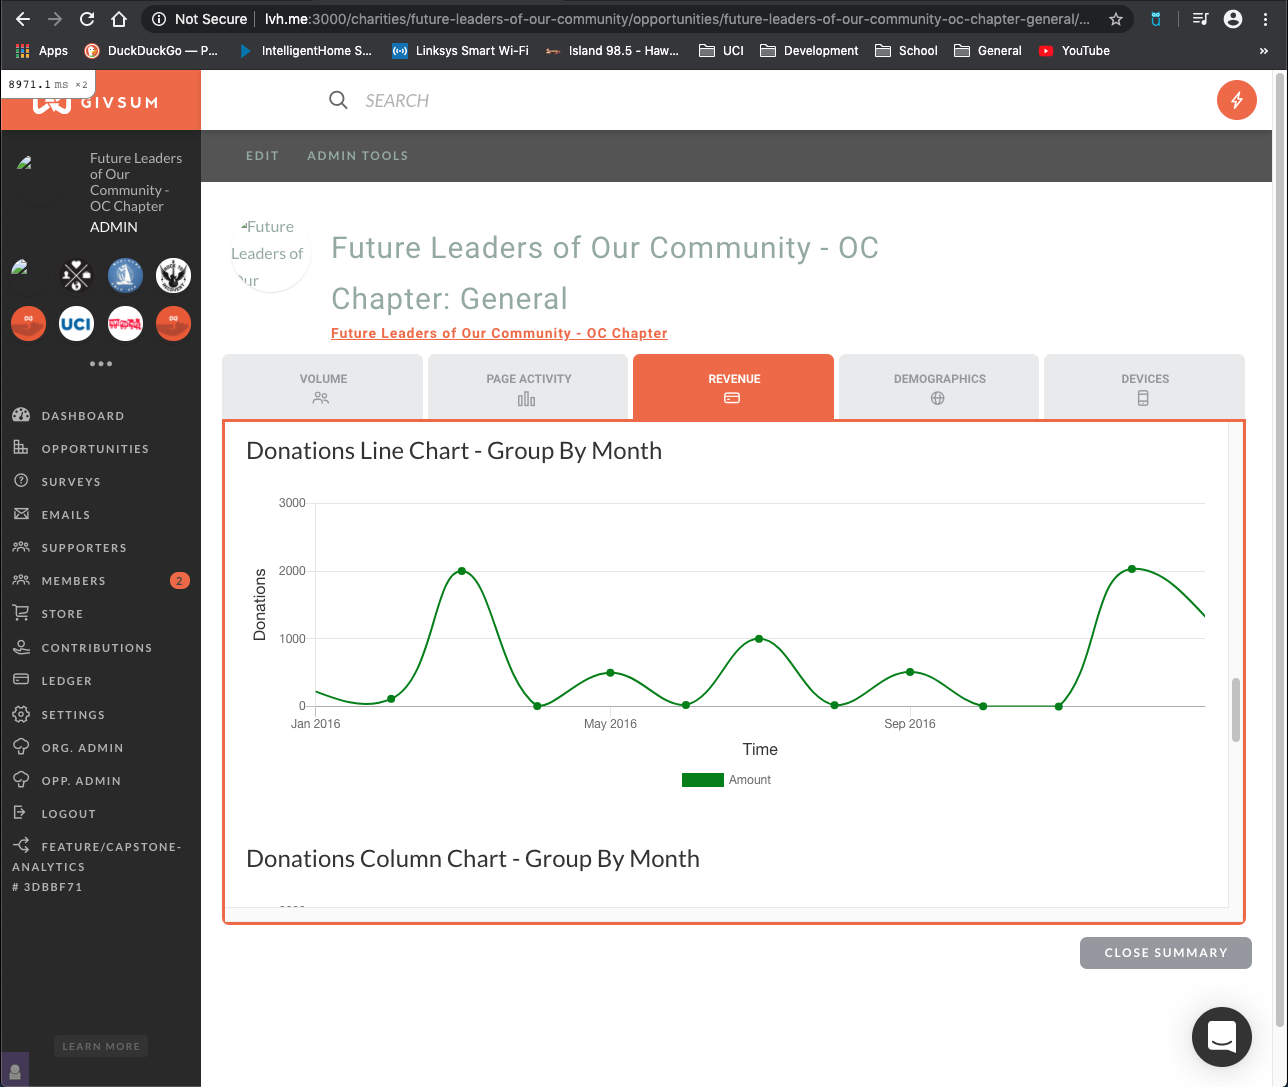 Not Secure
lvh.me:3000/charities/future-leaders-of-our-community/opportunities/future-leaders-of-our-community-oc-chapter-general/...
Apps
DuckDuckGo — P...
IntelligentHome S...
Linksys Smart Wi-Fi
Island 98.5 - Haw...
UCI
Development
School
General
YouTube
»
8971.1 ms ×2
GIVSUM
SEARCH
EDIT
ADMIN TOOLS
Future Leaders
of Our
Community -
OC Chapter
ADMIN
UCI
DASHBOARD
OPPORTUNITIES
SURVEYS
EMAILS
SUPPORTERS
MEMBERS
2
STORE
CONTRIBUTIONS
LEDGER
SETTINGS
ORG. ADMIN
OPP. ADMIN
LOGOUT
FEATURE/CAPSTONE-
ANALYTICS
# 3DBBF71
LEARN MORE
Future
Leaders of
Our
Future Leaders of Our Community - OC
Chapter: General
Future Leaders of Our Community - OC Chapter
VOLUME
PAGE ACTIVITY
REVENUE
DEMOGRAPHICS
DEVICES
Donations Line Chart - Group By Month
3000
2000
1000
0
Donations
Jan 2016
May 2016
Sep 2016
Time
Amount
Donations Column Chart - Group By Month
CLOSE SUMMARY